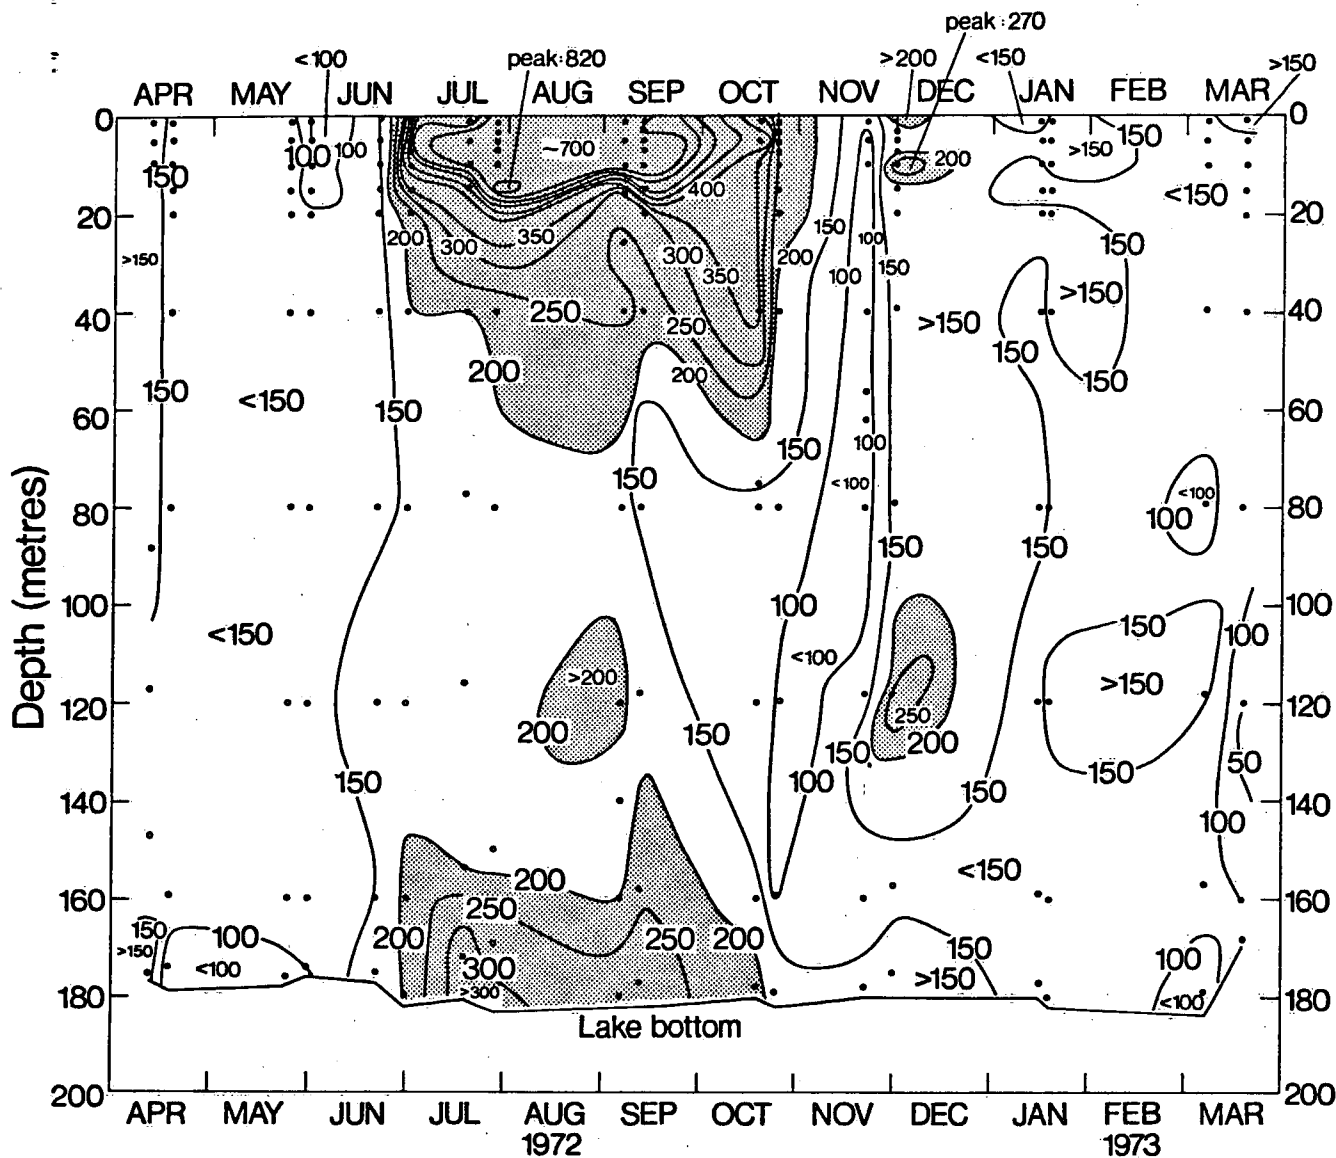 peak:270
<100 peak:820 >200 <150 >150
APR MAY JUN JUL AUG SEP OCT NOV DEC JAN FEB MAR
0 0
150
100 100 ~700 200 >150
150 400 <150
20 20
200 300 350 300 150 100 150
>150 350 200 100 150
>150
40 250 250 >150 40
150
200 200
150 <150 150 150
60 60
150 100
150 <100 <100
80 100 80
150 150
100 100 100
<150 <100 150 100
>200 >150
120 250 120
200 150 150 200
150 100 50
150 150
140 140
100
<150
160 200 160
150 100 200 250 250 200 150
>150 <100 300 >150 100
>300 <100
180 180
Lake bottom
200 200
APR MAY JUN JUL AUG SEP OCT NOV DEC JAN FEB MAR
1972 1973
Depth (metres)